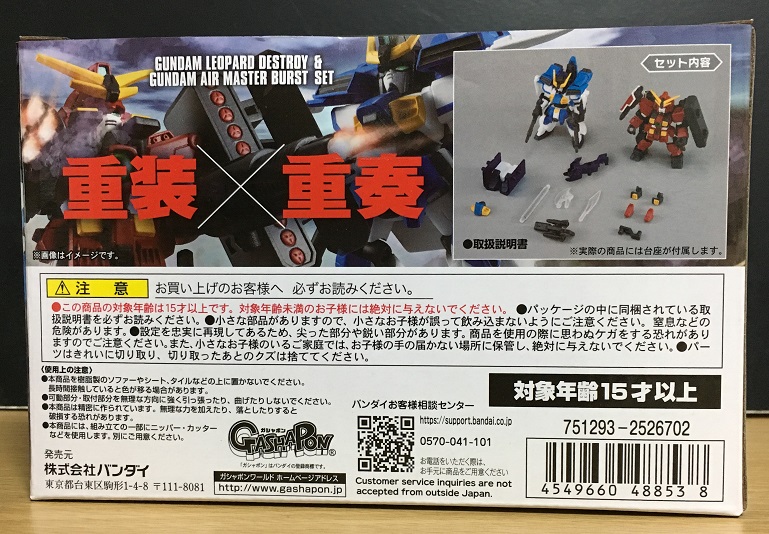 GUNDAM LEOPARD DESTROY &
GUNDAM AIR MASTER BURST SET
重装×重奏
※画像はイメージです。
セット内容
●取扱説明書
※実際の商品には台座が付属します。
注意
お買い上げのお客様へ 必ずお読みください。
●この商品の対象年齢は15才以上です。対象年齢未満のお子様には絶対に与えないでください。 ●パッケージの中に同梱されている取
扱説明書を必ずお読みください。●小さな部品がありますので、小さなお子様が誤って飲み込まないようにご注意ください。窒息などの
危険があります。●設定を忠実に再現してあるため、尖った部分や鋭い部分があります。商品を使用の際に思わぬケガをする恐れがあり
ますのでご注意ください。また、小さなお子様のいるご家庭では、お子様の手の届かない場所に保管し、絶対に与えないでください。●パー
ツはきれいに切り取り、切り取ったあとのクズは捨ててください。
〈使用上の注意〉
●本商品を樹脂製のソファーやシート、タイルなどの上に置かないでください。
長時間接触していると色が移る場合があります。
●可動部分・取付部分を無理な方向に強く引っ張ったり、曲げたりしないでください。
●本商品は精密に作られています。無理な力を加えたり、落としたりすると
破損する恐れがあります。
●本商品には、組み立ての一部にニッパー・カッター
などを使用します。別にご用意ください。
発売元
株式会社バンダイ
東京都台東区駒形1-4-8 〒111-8081
ガシャポン
GASHAPON
「ガシャポン」はバンダイの登録商標です。
ガシャポンワールド ホームページアドレス
http://www.gashapon.jp
バンダイお客様相談センター
https://support.bandai.co.jp
0570-041-101
お電話をいただく際は、
お手元に商品をご用意ください
Customer service inquiries are not
accepted from outside Japan.
対象年齢15才以上
751293-2526702
4549660 488538